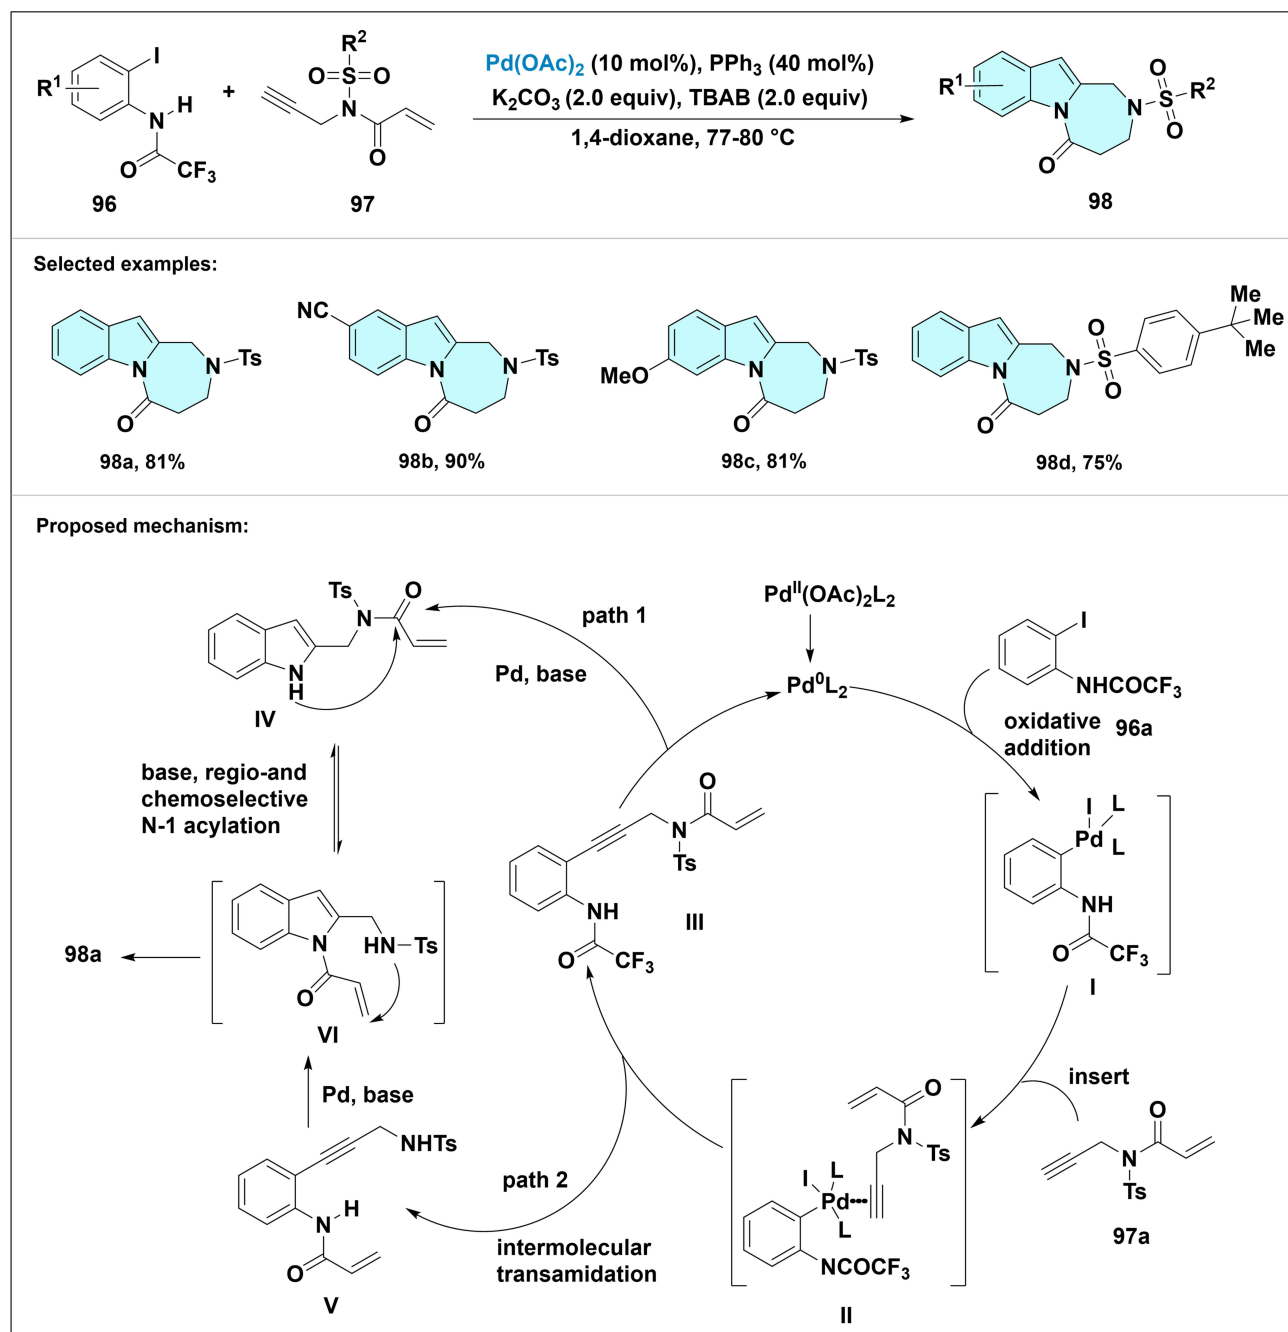 R¹ I
N H
O CF₃
96
+
R²
O S O
N
O
97
Pd(OAc)₂ (10 mol%), PPh₃ (40 mol%)
K₂CO₃ (2.0 equiv), TBAB (2.0 equiv)
1,4-dioxane, 77-80 °C
R¹ N O N O S R² O
98
Selected examples:
N O N Ts
98a, 81%
NC N O N Ts
98b, 90%
MeO N O N Ts
98c, 81%
N O N O S O Me Me Me
98d, 75%
Proposed mechanism:
Ts N O
N H
IV
path 1
Pd, base
Pdᴵᴵ(OAc)₂L₂
Pd⁰L₂
I
NHCOCF₃
96a
oxidative
addition
base, regio-and
chemoselective
N-1 acylation
O
N
Ts
NH
O CF₃
III
I L
Pd L
NH
O CF₃
I
98a
HN Ts
N
O
VI
Pd, base
NHTs
H
N
O
V
path 2
intermolecular
transamidation
O
N
Ts
I L
Pd
L
NCOCF₃
II
insert
O
N
Ts
97a